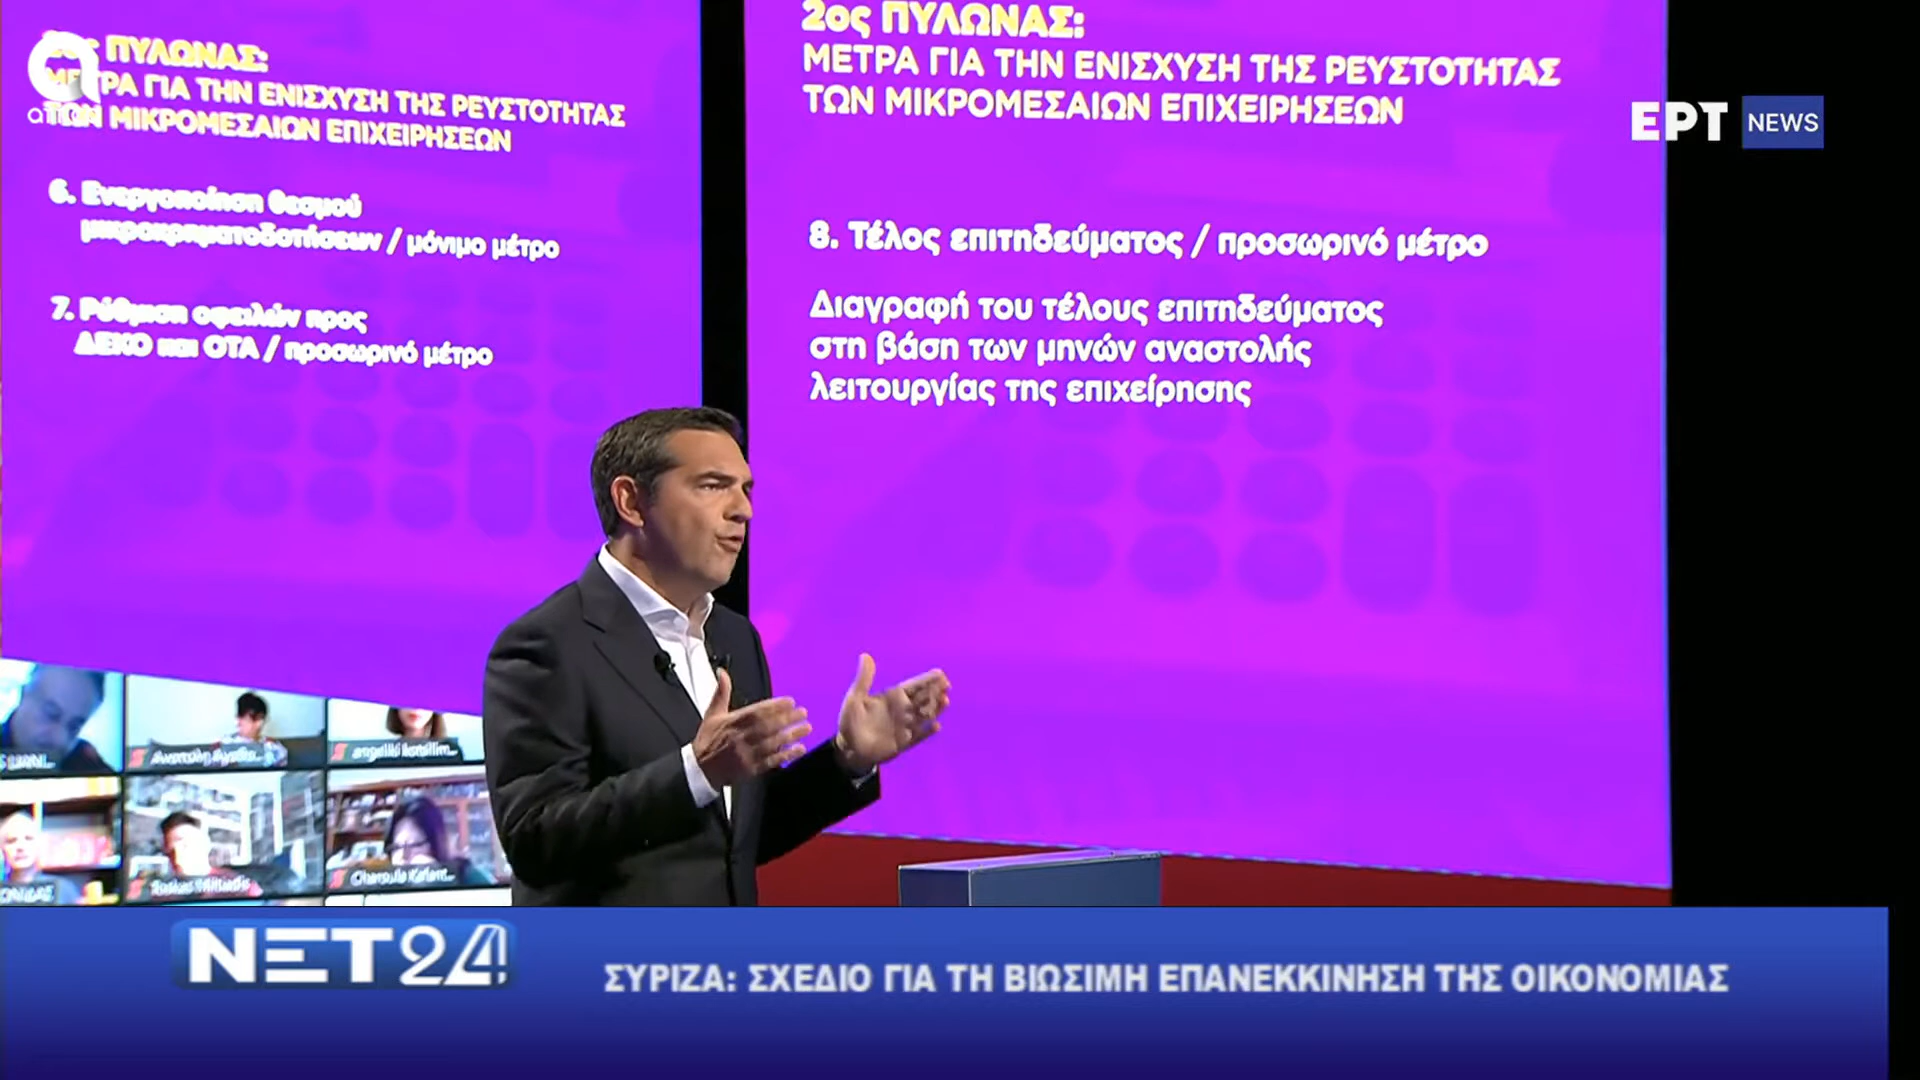 2ος ΠΥΛΩΝΑΣ:
ΜΕΤΡΑ ΓΙΑ ΤΗΝ ΕΝΙΣΧΥΣΗ ΤΗΣ ΡΕΥΣΤΟΤΗΤΑΣ
ΤΩΝ ΜΙΚΡΟΜΕΣΑΙΩΝ ΕΠΙΧΕΙΡΗΣΕΩΝ
6. Ενεργοποίηση θεσμού
μικροχρηματοδοτήσεων / μόνιμο μέτρο
7. Ρύθμιση οφειλών προς
ΔΕΚΟ και ΟΤΑ / προσωρινό μέτρο
2ος ΠΥΛΩΝΑΣ:
ΜΕΤΡΑ ΓΙΑ ΤΗΝ ΕΝΙΣΧΥΣΗ ΤΗΣ ΡΕΥΣΤΟΤΗΤΑΣ
ΤΩΝ ΜΙΚΡΟΜΕΣΑΙΩΝ ΕΠΙΧΕΙΡΗΣΕΩΝ
8. Τέλος επιτηδεύματος / προσωρινό μέτρο
Διαγραφή του τέλους επιτηδεύματος
στη βάση των μηνών αναστολής
λειτουργίας της επιχείρησης
ΕΡΤ NEWS
ΝΕΤ24
ΣΥΡΙΖΑ: ΣΧΕΔΙΟ ΓΙΑ ΤΗ ΒΙΩΣΙΜΗ ΕΠΑΝΕΚΚΙΝΗΣΗ ΤΗΣ ΟΙΚΟΝΟΜΙΑΣ